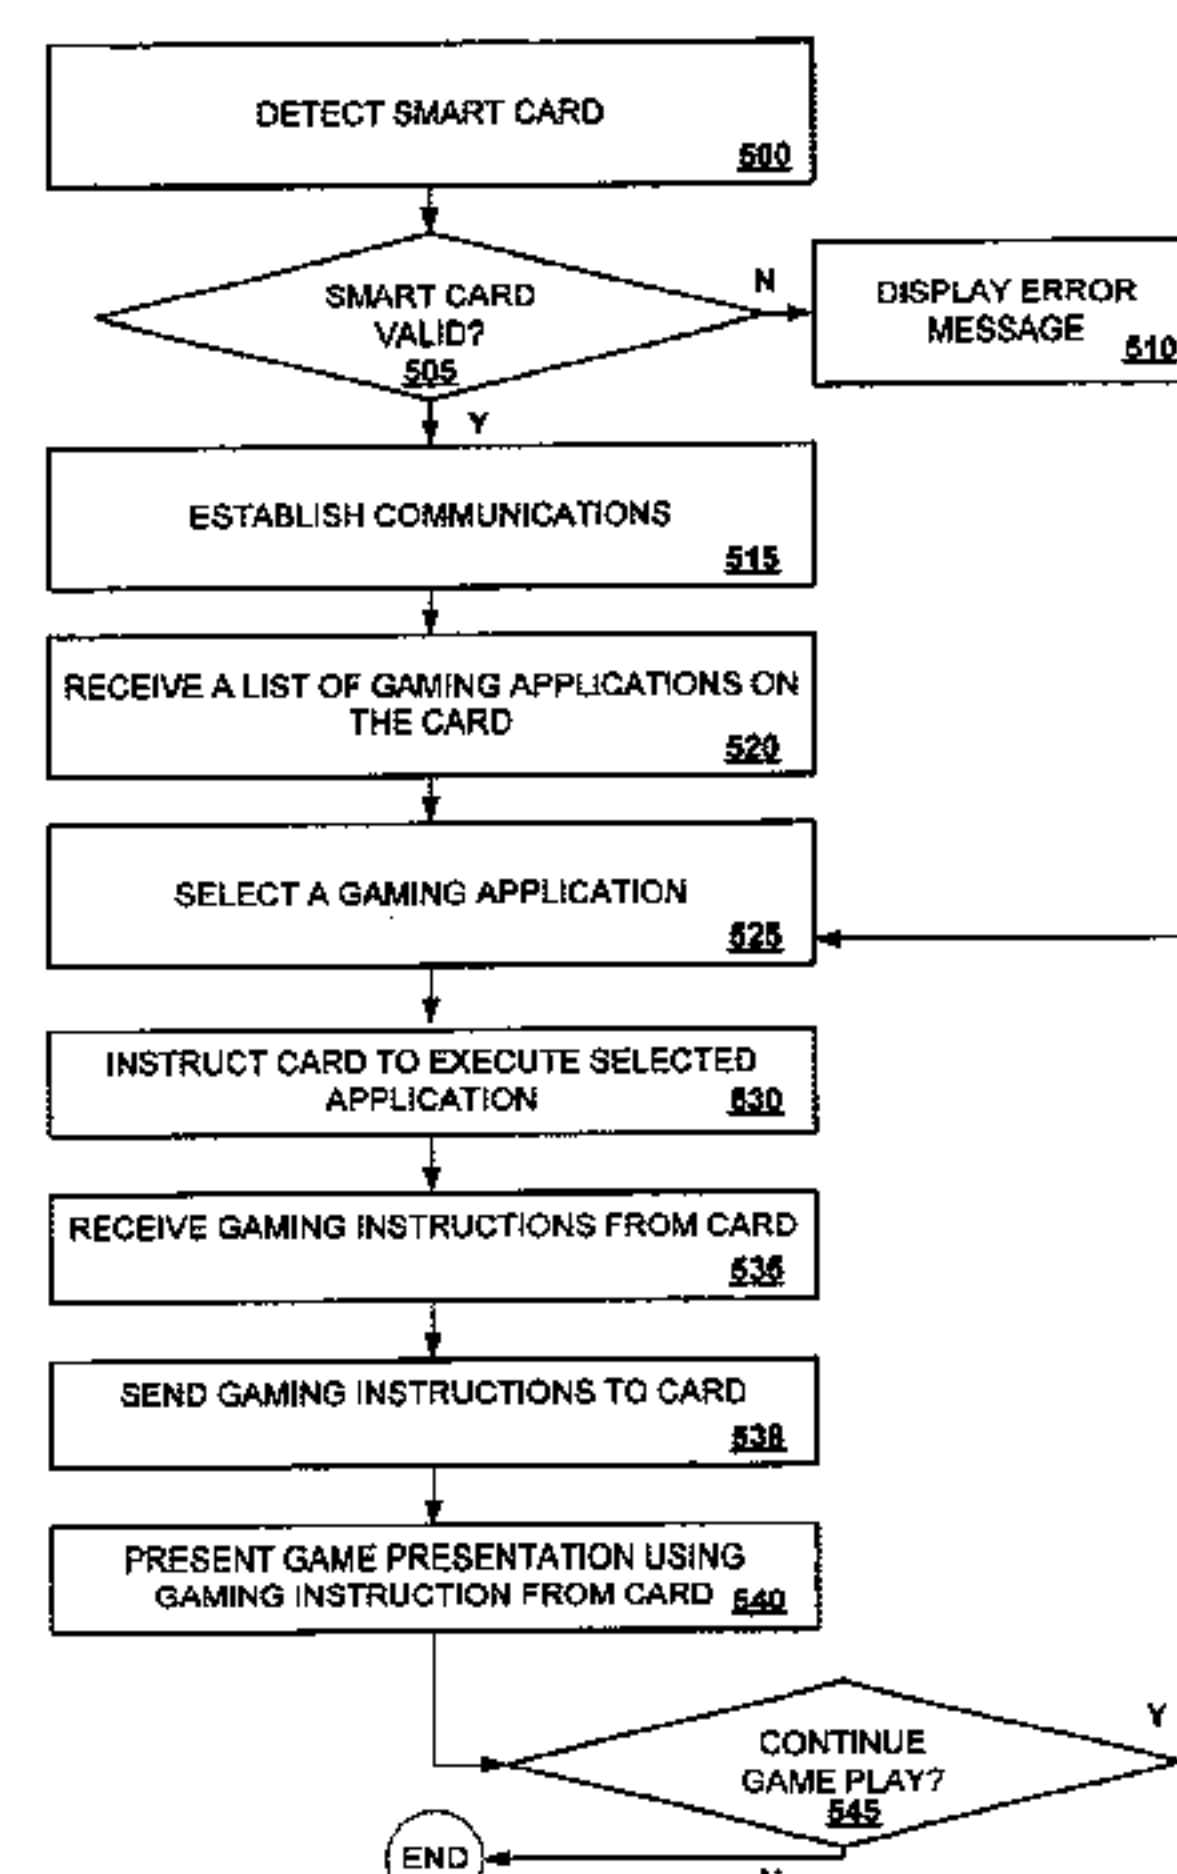 DETECT SMART CARD
500
SMART CARD
VALID?
505
N
DISPLAY ERROR
MESSAGE
510
Y
ESTABLISH COMMUNICATIONS
515
RECEIVE A LIST OF GAMING APPLICATIONS ON
THE CARD
520
SELECT A GAMING APPLICATION
525
INSTRUCT CARD TO EXECUTE SELECTED
APPLICATION
530
RECEIVE GAMING INSTRUCTIONS FROM CARD
535
SEND GAMING INSTRUCTIONS TO CARD
538
PRESENT GAME PRESENTATION USING
GAMING INSTRUCTION FROM CARD
540
CONTINUE
GAME PLAY?
545
Y
END